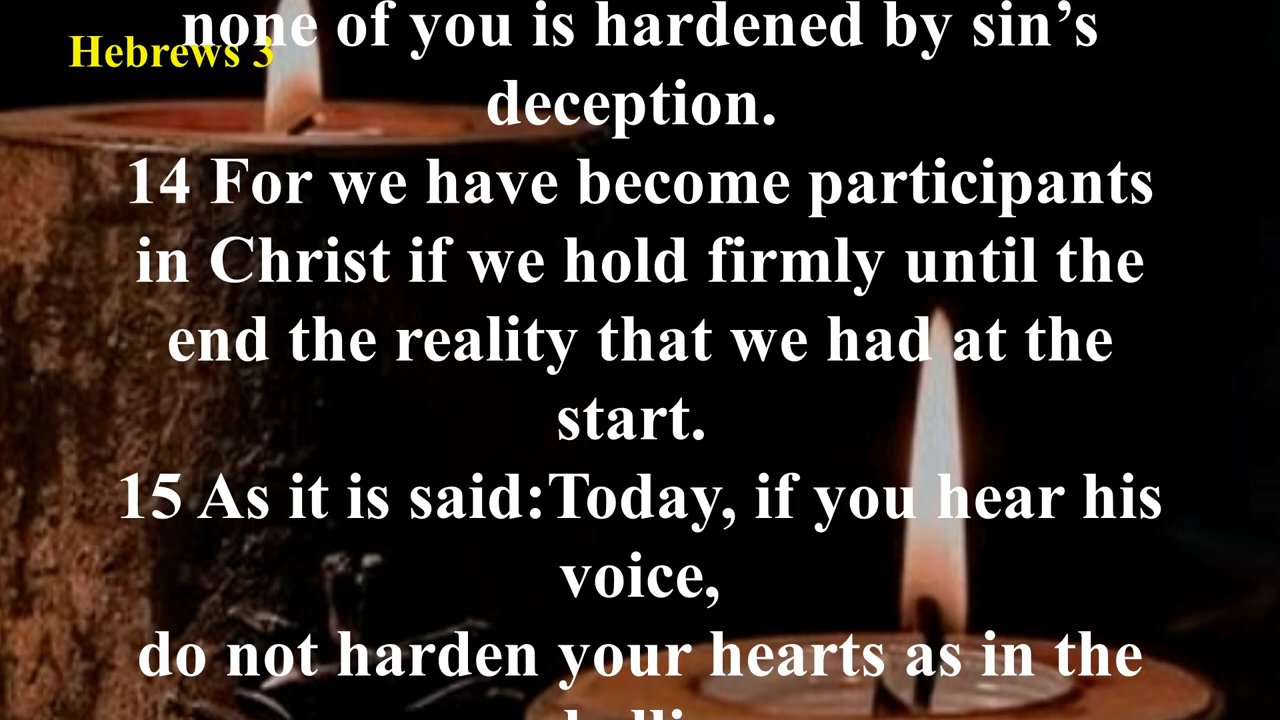 none of you is hardened by sin’s
Hebrews 3
deception.
14 For we have become participants
in Christ if we hold firmly until the
end the reality that we had at the
start.
15 As it is said:Today, if you hear his
voice,
do not harden your hearts as in the